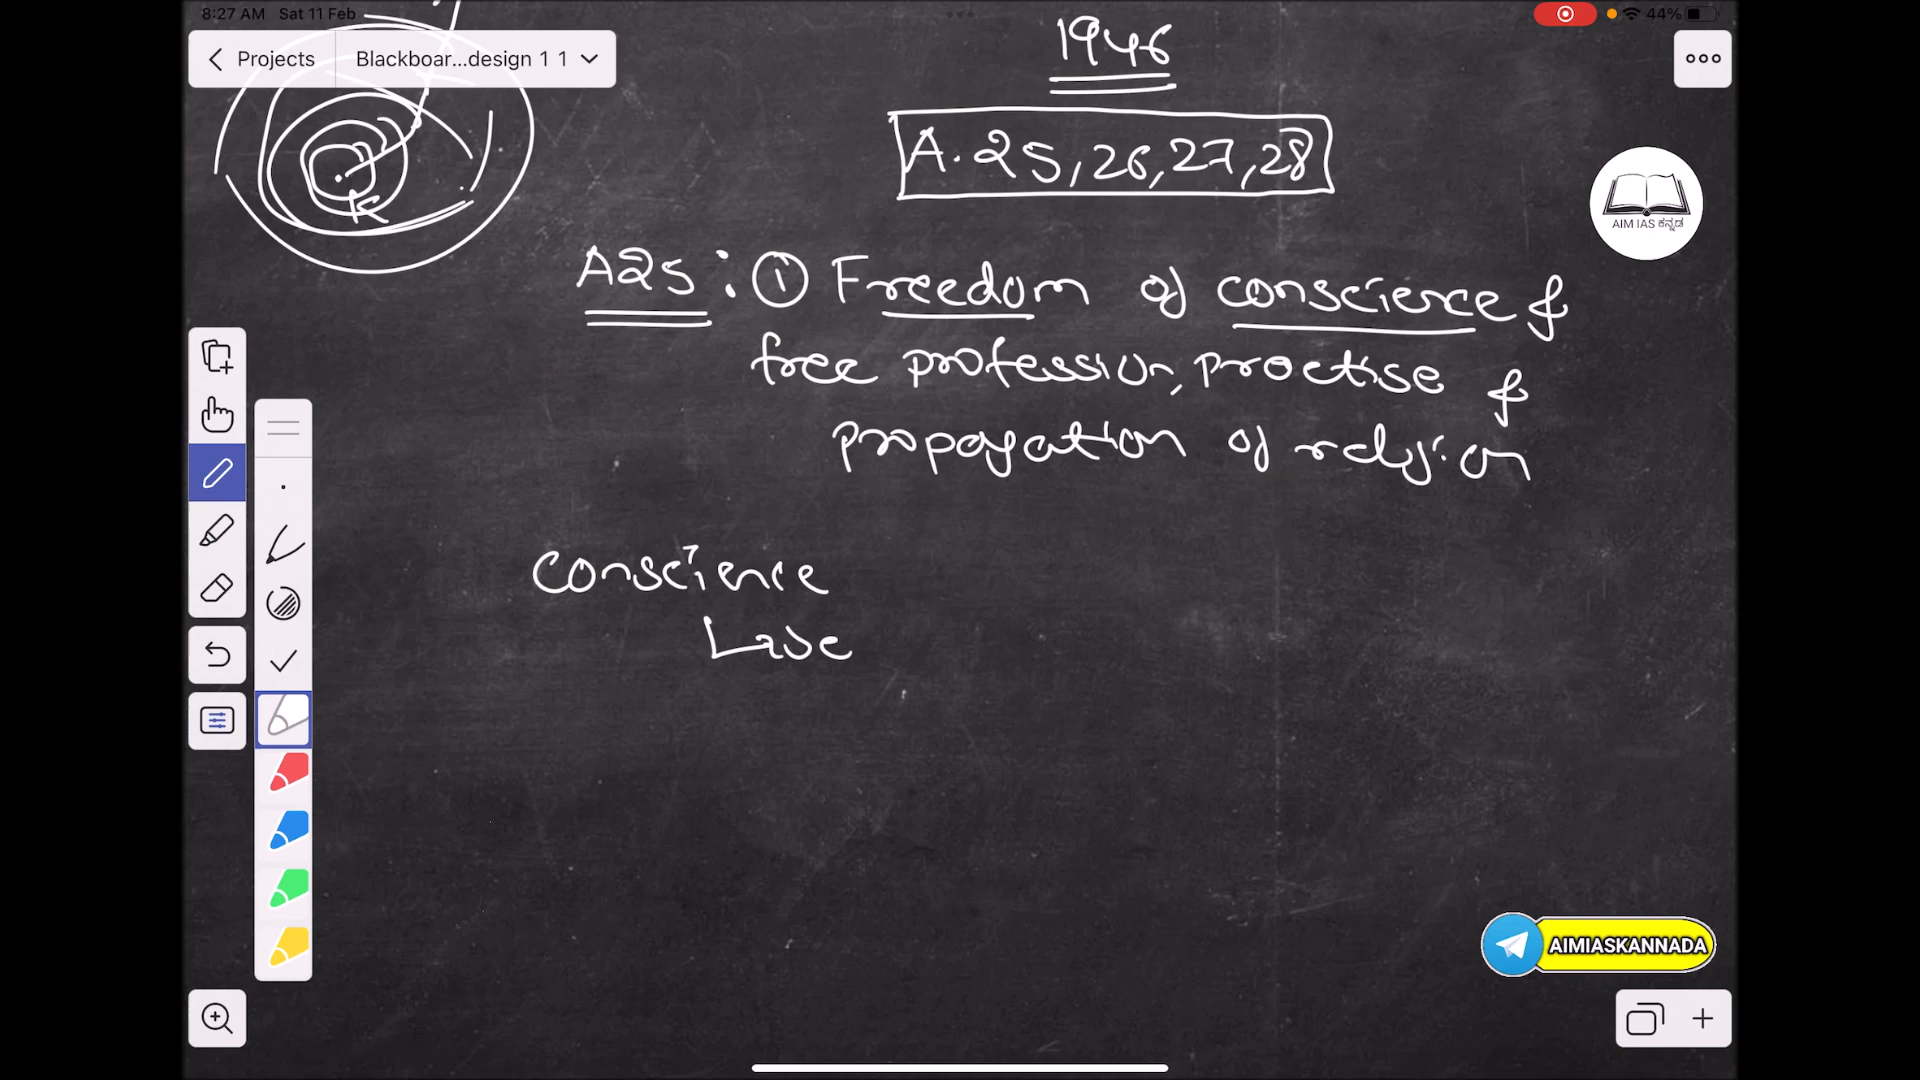 8:27 AM Sat 11 Feb
44%
Projects
Blackboar...design 1 1
1946
A. 25, 26, 27, 28
AIM IAS ಕನ್ನಡ
A25 : ① Freedom of conscience &
free profession, practise &
propagation of religion
K
conscience
AIMIASKANNADA